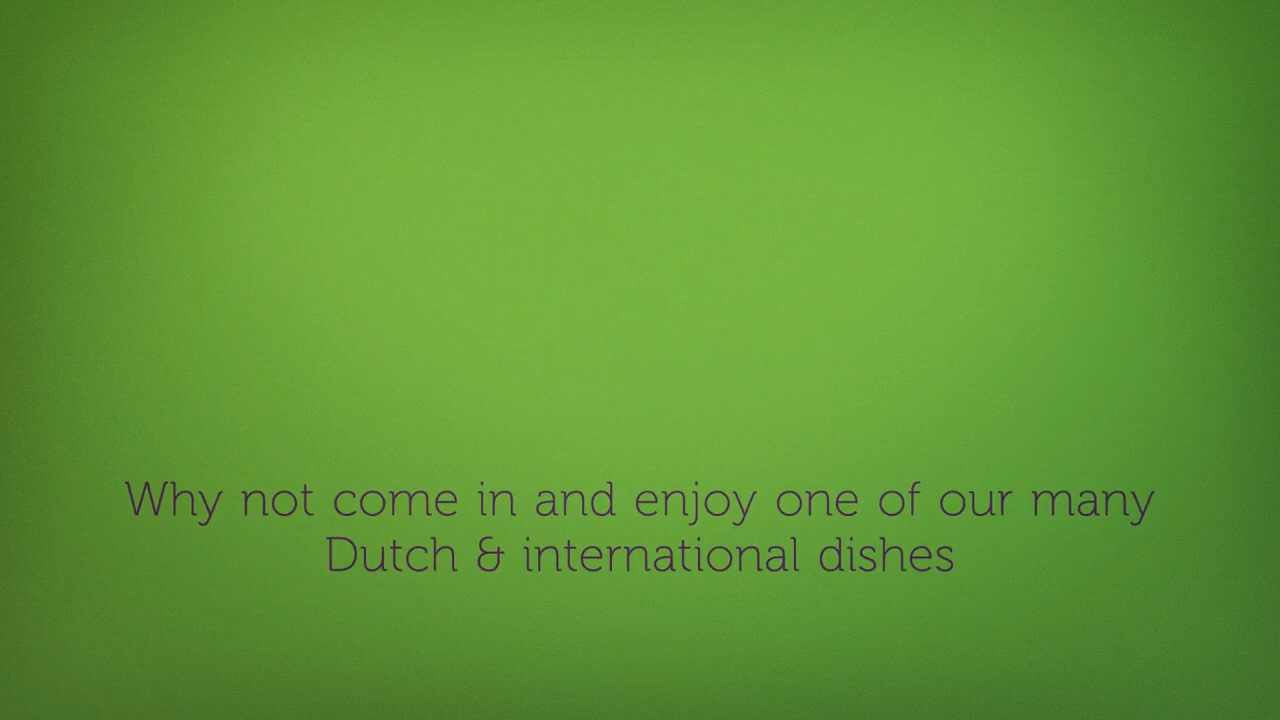 Why not come in and enjoy one of our many
Dutch & international dishes